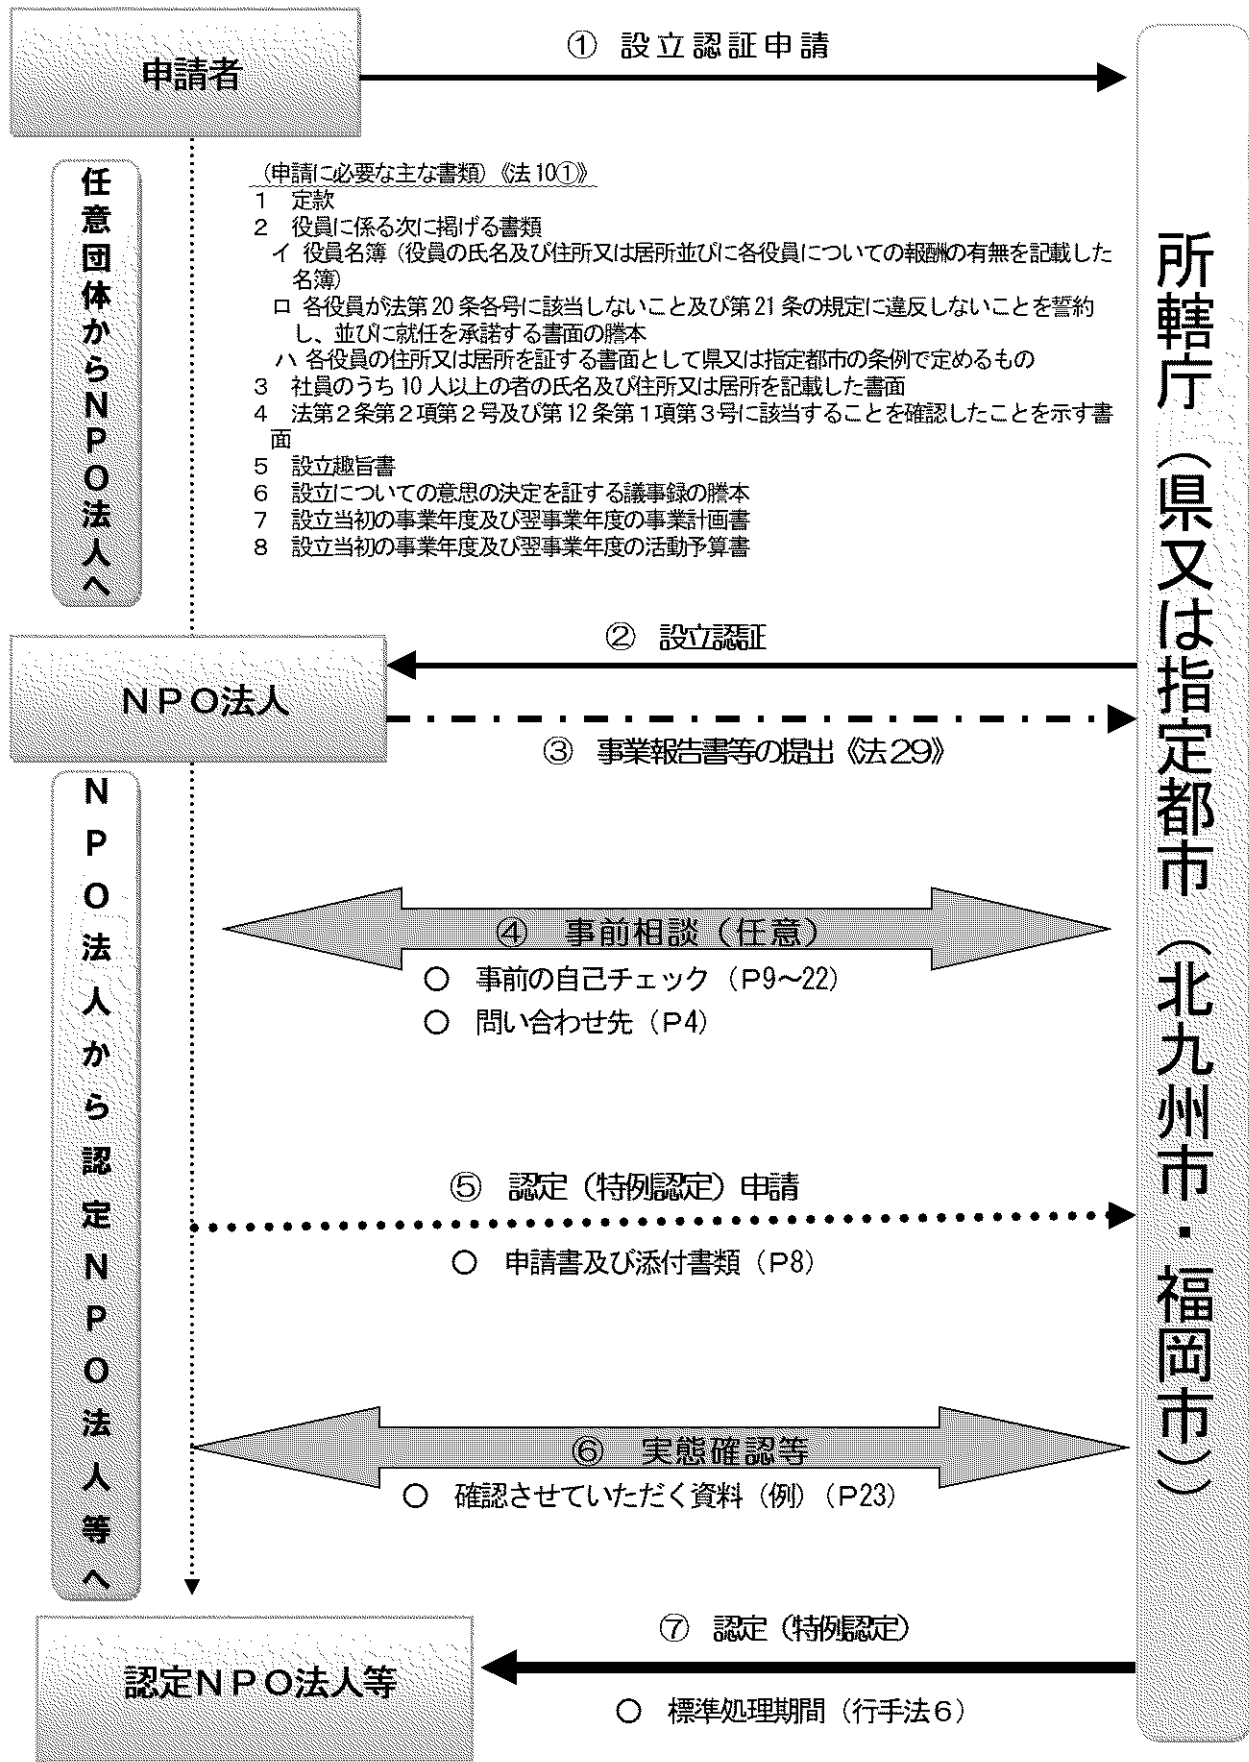 申請者
① 設立認証申請
任意団体からＮＰＯ法人へ
（申請に必要な主な書類）《法10①》
１　定款
２　役員に係る次に掲げる書類
イ 役員名簿（役員の氏名及び住所又は居所並びに各役員についての報酬の有無を記載した
名簿）
ロ 各役員が法第20条各号に該当しないこと及び第21条の規定に違反しないことを誓約
し、並びに就任を承諾する書面の謄本
ハ 各役員の住所又は居所を証する書面として県又は指定都市の条例で定めるもの
３　社員のうち10人以上の者の氏名及び住所又は居所を記載した書面
４　法第２条第２項第２号及び第12条第１項第３号に該当することを確認したことを示す書
面
５　設立趣旨書
６　設立についての意思の決定を証する議事録の謄本
７　設立当初の事業年度及び翌事業年度の事業計画書
８　設立当初の事業年度及び翌事業年度の活動予算書
② 設立認証
ＮＰＯ法人
③ 事業報告書等の提出《法29》
ＮＰＯ法人から認定ＮＰＯ法人等へ
④ 事前相談（任意）
○ 事前の自己チェック（P9～22）
○ 問い合わせ先（P4）
⑤ 認定（特例認定）申請
○ 申請書及び添付書類（P8）
⑥ 実態確認等
○ 確認させていただく資料（例）（P23）
⑦ 認定（特例認定）
認定ＮＰＯ法人等
○ 標準処理期間（行手法６）
所轄庁（県又は指定都市（北九州市・福岡市））